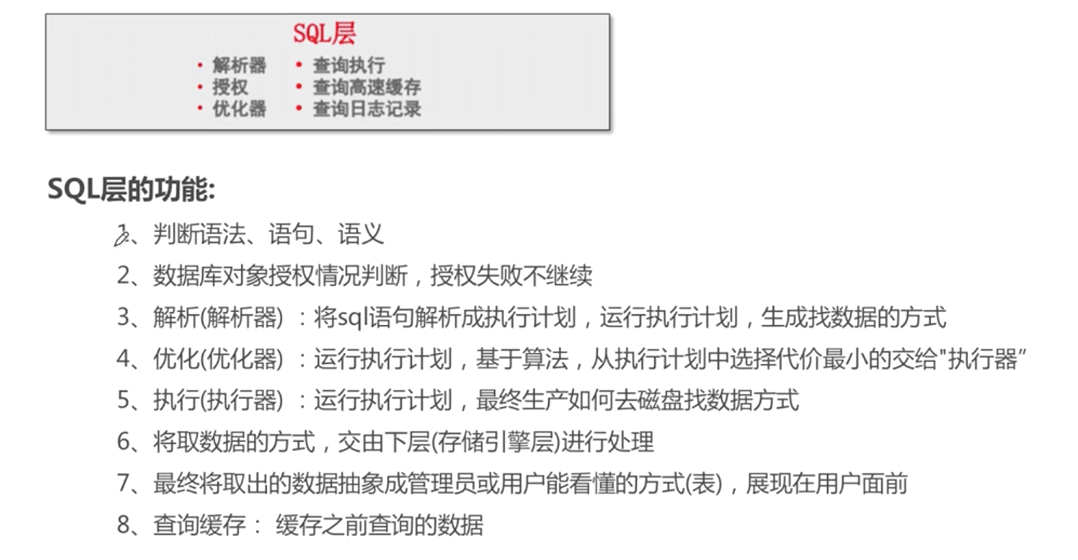 SQL层
• 解析器 • 查询执行
• 授权 • 查询高速缓存
• 优化器 • 查询日志记录
SQL层的功能:
1、判断语法、语句、语义
2、数据库对象授权情况判断，授权失败不继续
3、解析(解析器) ：将sql语句解析成执行计划，运行执行计划，生成找数据的方式
4、优化(优化器) ：运行执行计划，基于算法，从执行计划中选择代价最小的交给"执行器”
5、执行(执行器) ：运行执行计划，最终生产如何去磁盘找数据方式
6、将取数据的方式，交由下层(存储引擎层)进行处理
7、最终将取出的数据抽象成管理员或用户能看懂的方式(表)，展现在用户面前
8、查询缓存： 缓存之前查询的数据